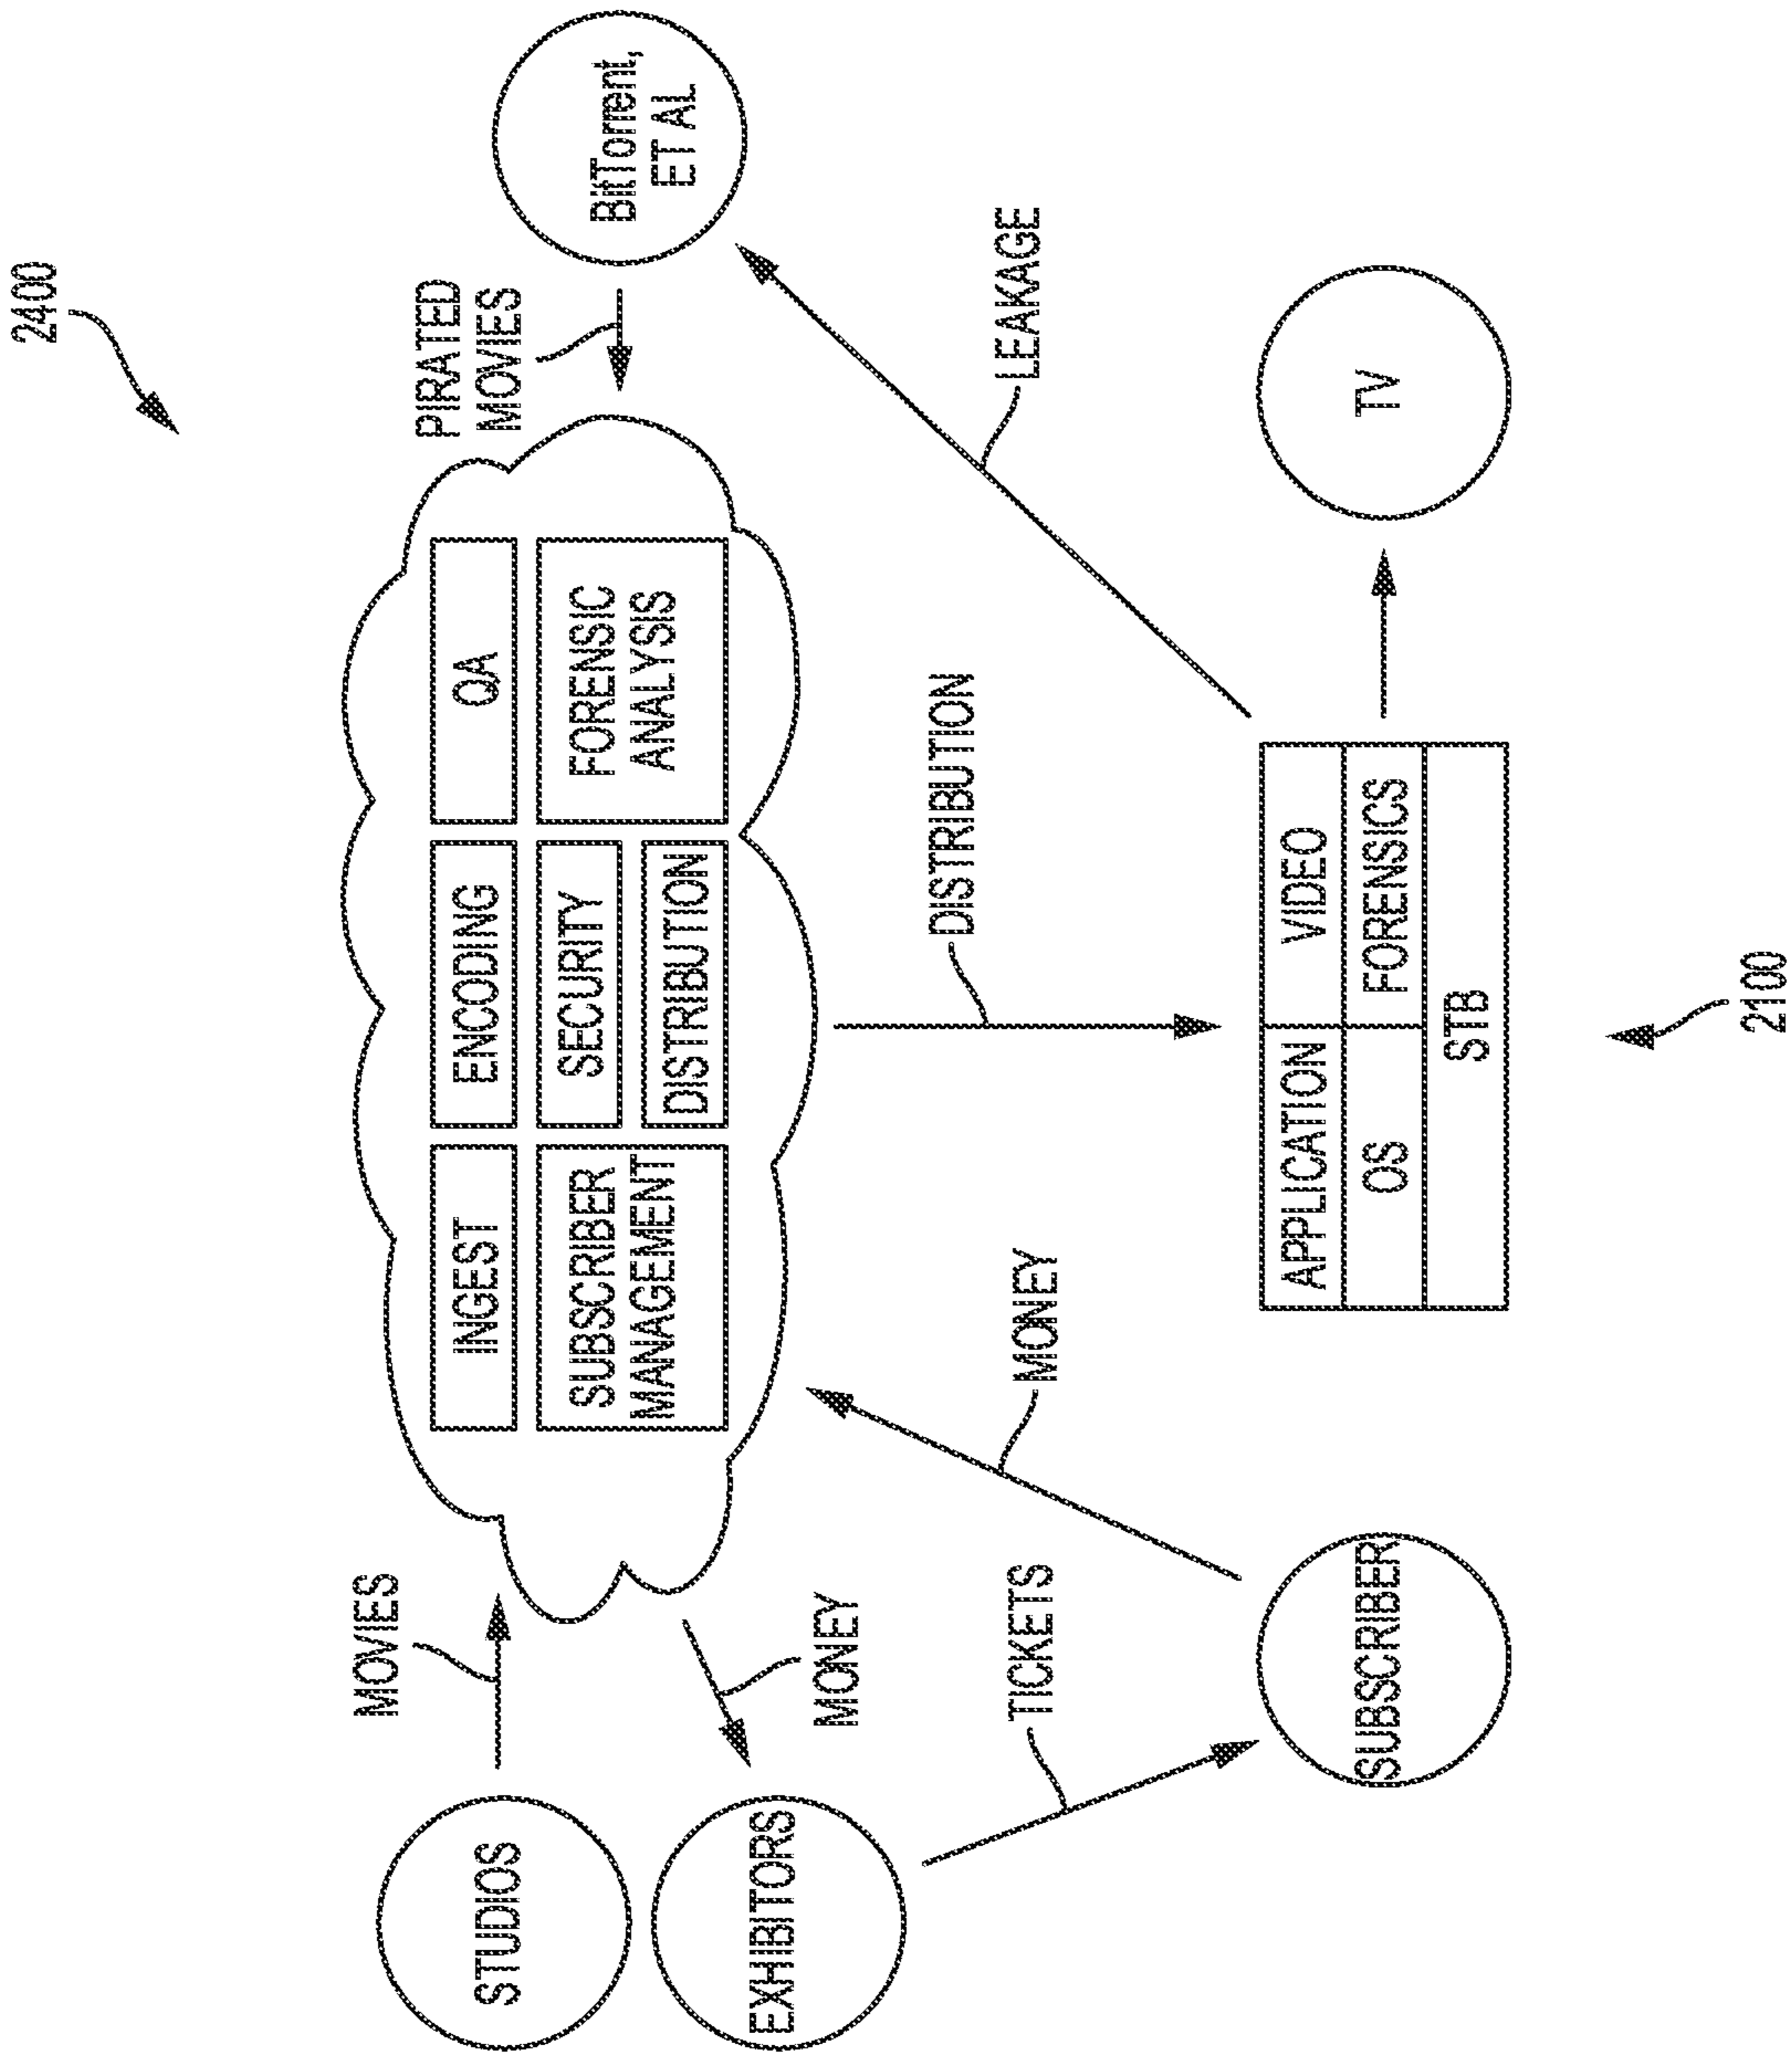 2400
MOVIES
PIRATED
MOVIES
STUDIOS
INGEST
ENCODING
QA
SUBSCRIBER
MANAGEMENT
SECURITY
DISTRIBUTION
FORENSIC
ANALYSIS
BitTorrent,
ET AL
EXHIBITORS
MONEY
TICKETS
MONEY
DISTRIBUTION
LEAKAGE
SUBSCRIBER
APPLICATION
VIDEO
OS
FORENSICS
STB
TV
2100